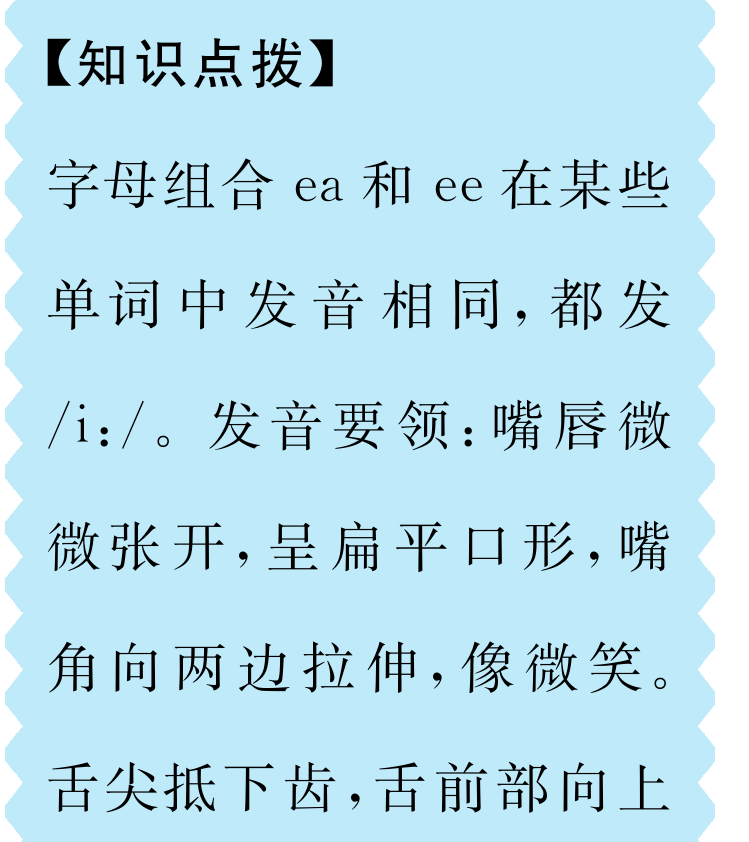 【知识点拨】
字母组合 ea 和 ee 在某些
单词中发音相同，都发
/iː/。发音要领：嘴唇微
微张开，呈扁平口形，嘴
角向两边拉伸，像微笑。
舌尖抵下齿，舌前部向上